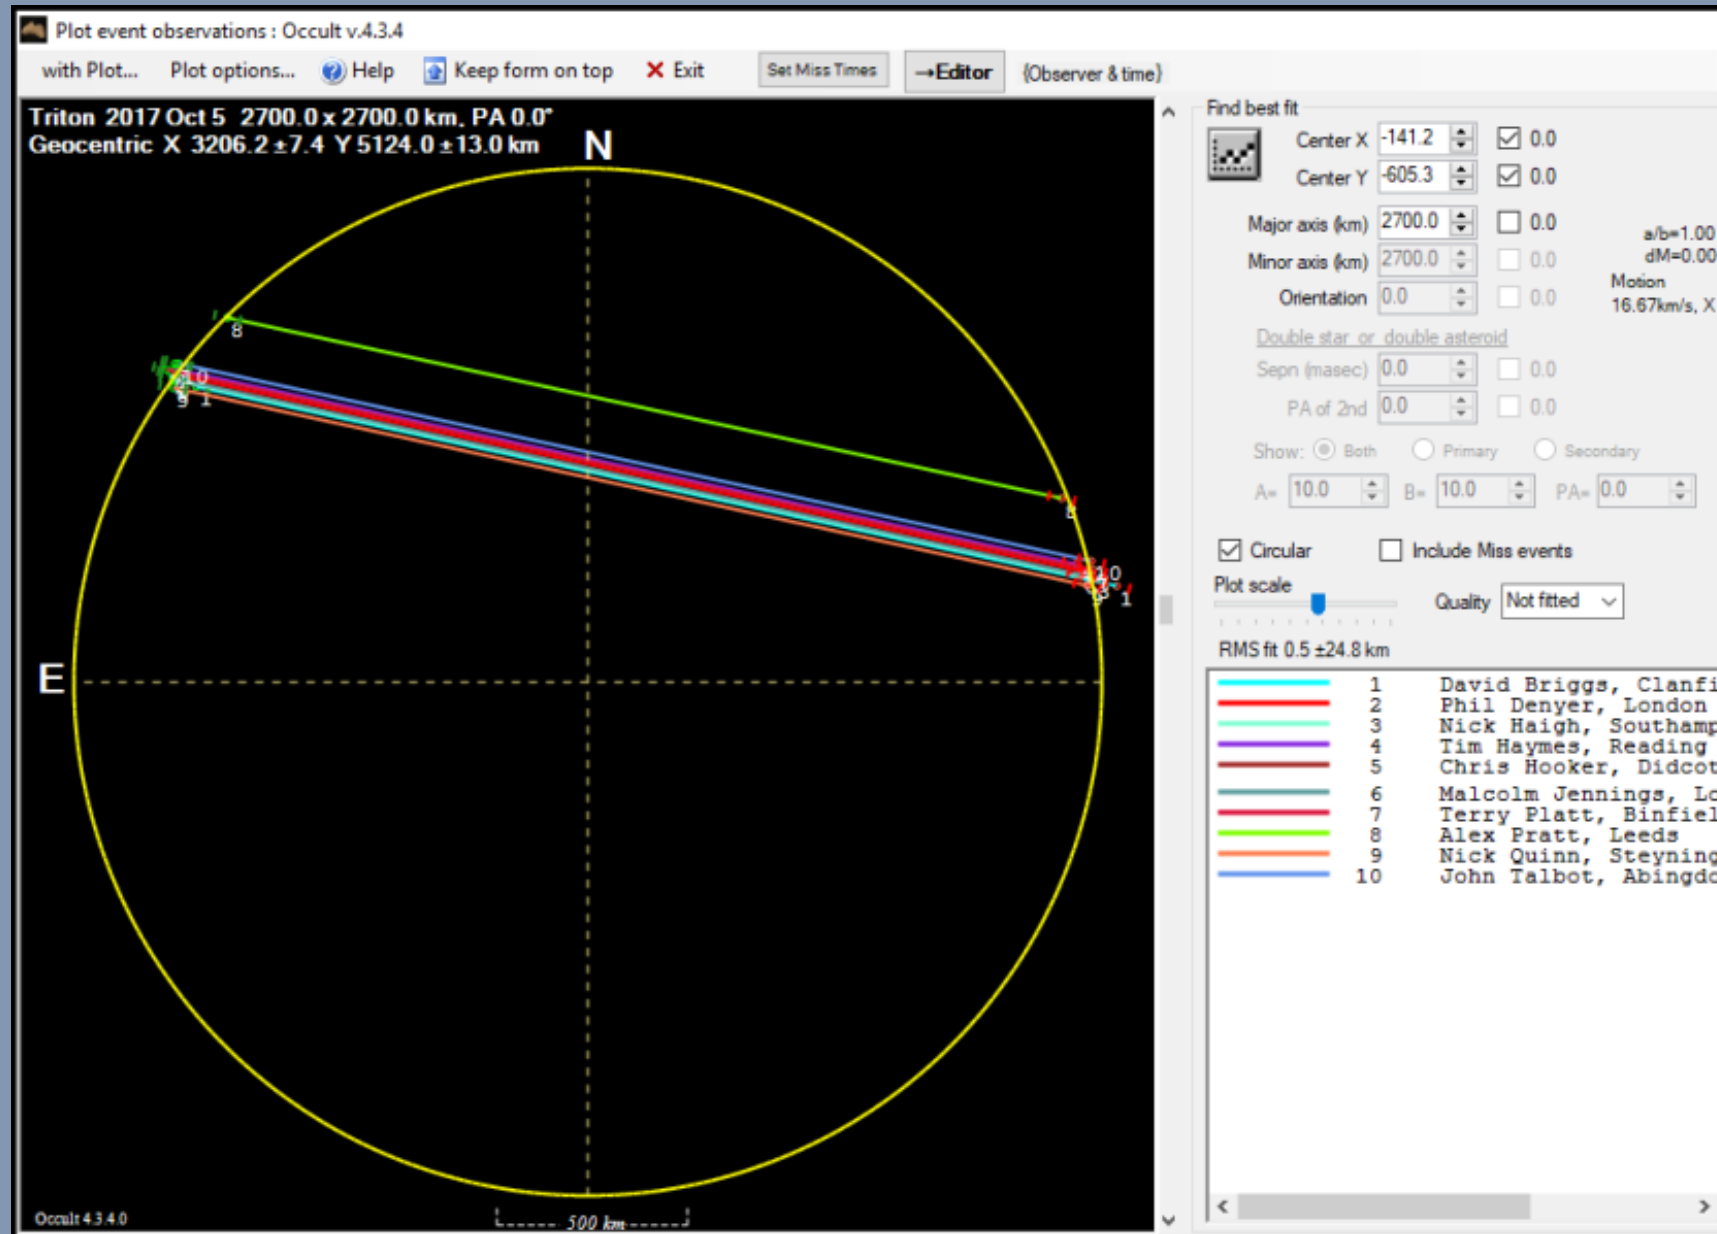 Plot event observations : Occult v.4.3.4
with Plot... Plot options... Help Keep form on top Exit Set Miss Times →Editor {Observer & time}
Triton 2017 Oct 5 2700.0 x 2700.0 km, PA 0.0°
Geocentric X 3206.2 ±7.4 Y 5124.0 ±13.0 km
N
E
8
10
9 1
8
10
3
9 1
Occult 4.3.4.0
500 km
Find best fit
Center X -141.2 0.0
Center Y -605.3 0.0
Major axis (km) 2700.0 0.0
a/b=1.00
Minor axis (km) 2700.0 0.0
dM=0.00
Orientation 0.0 0.0
Motion
16.67km/s, X
Double star or double asteroid
Sepn (masec) 0.0 0.0
PA of 2nd 0.0 0.0
Show: Both Primary Secondary
A= 10.0 B= 10.0 PA= 0.0
Circular Include Miss events
Plot scale
Quality Not fitted
RMS fit 0.5 ±24.8 km
1 David Briggs, Clanfi
2 Phil Denyer, London
3 Nick Haigh, Southamp
4 Tim Haymes, Reading
5 Chris Hooker, Didcot
6 Malcolm Jennings, Lo
7 Terry Platt, Binfiel
8 Alex Pratt, Leeds
9 Nick Quinn, Steyning
10 John Talbot, Abingdo